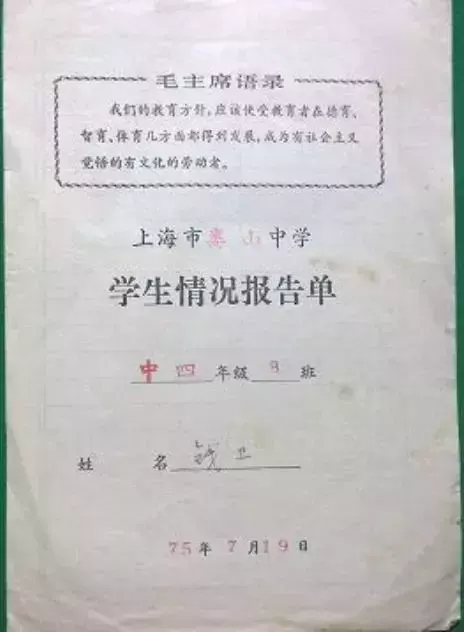 毛主席语录
我们的教育方针，应该使受教育者在德育、
智育、体育几方面都得到发展，成为有社会主义
觉悟的有文化的劳动者。
上海市 山中学
学生情况报告单
中四年级 班
姓 名 钱卫
75年7月19日